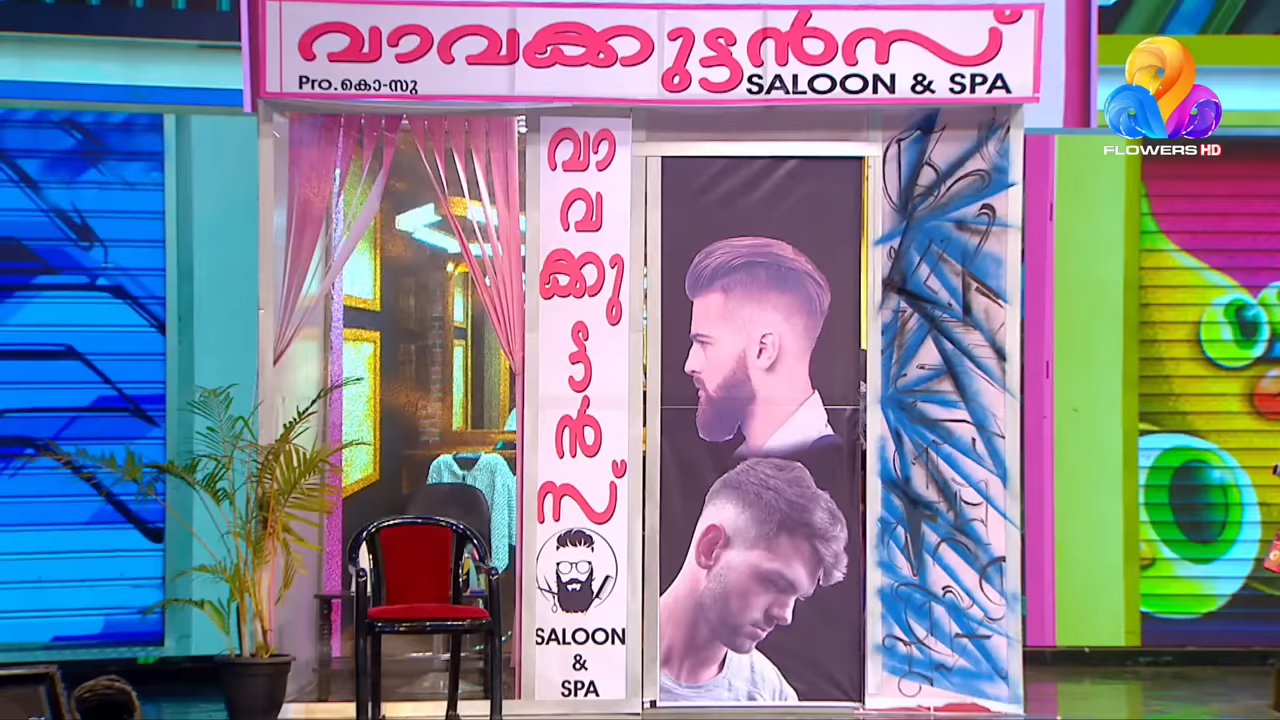 വാവക്കുട്ടൻസ്
Pro. കൊ-സു
SALOON & SPA
FLOWERS HD
വാ
വ
ക്കു
ട്ട
ൻ
സ്
SALOON
&
SPA